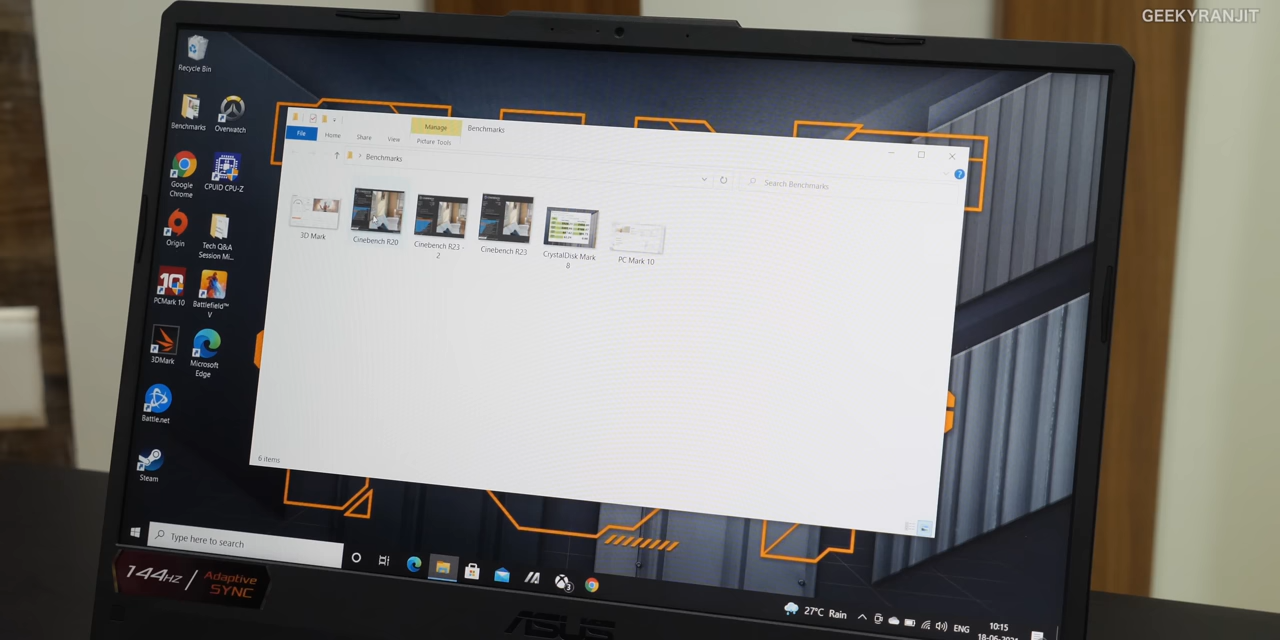 GEEKYRANJIT
Recycle Bin
Benchmarks
Overwatch
Google
Chrome
CPUID CPU-Z
Origin
Tech Q&A
Session Mi...
PCMark 10
Battlefield™
V
3DMark
Microsoft
Edge
Battle.net
Steam
Manage
Benchmarks
File
Home
Share
View
Picture Tools
Benchmarks
Search Benchmarks
3D Mark
Cinebench R20
Cinebench R23 -
2
Cinebench R23
CrystalDisk Mark
8
PC Mark 10
6 items
Type here to search
3
27°C Rain
ENG
10:15
144Hz / Adaptive
SYNC
ASUS